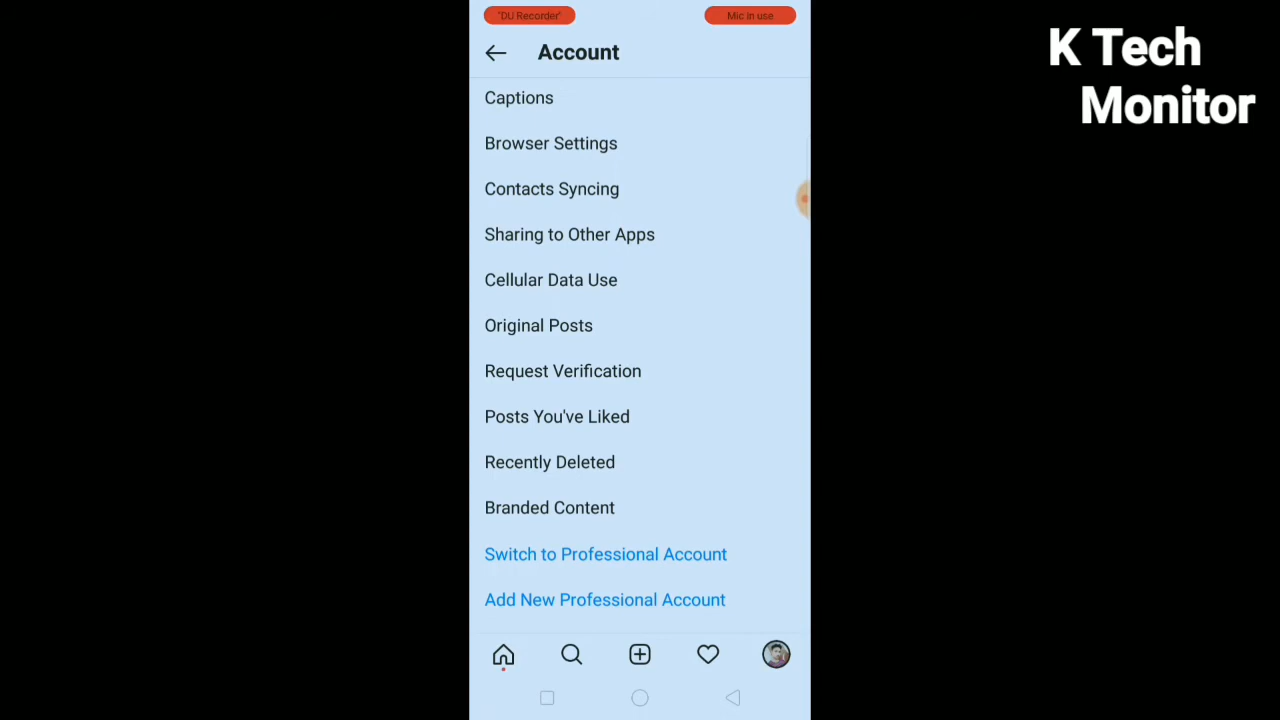 "DU Recorder"
Mic in use
K Tech
Monitor
Account
Captions
Browser Settings
Contacts Syncing
Sharing to Other Apps
Cellular Data Use
Original Posts
Request Verification
Posts You've Liked
Recently Deleted
Branded Content
Switch to Professional Account
Add New Professional Account